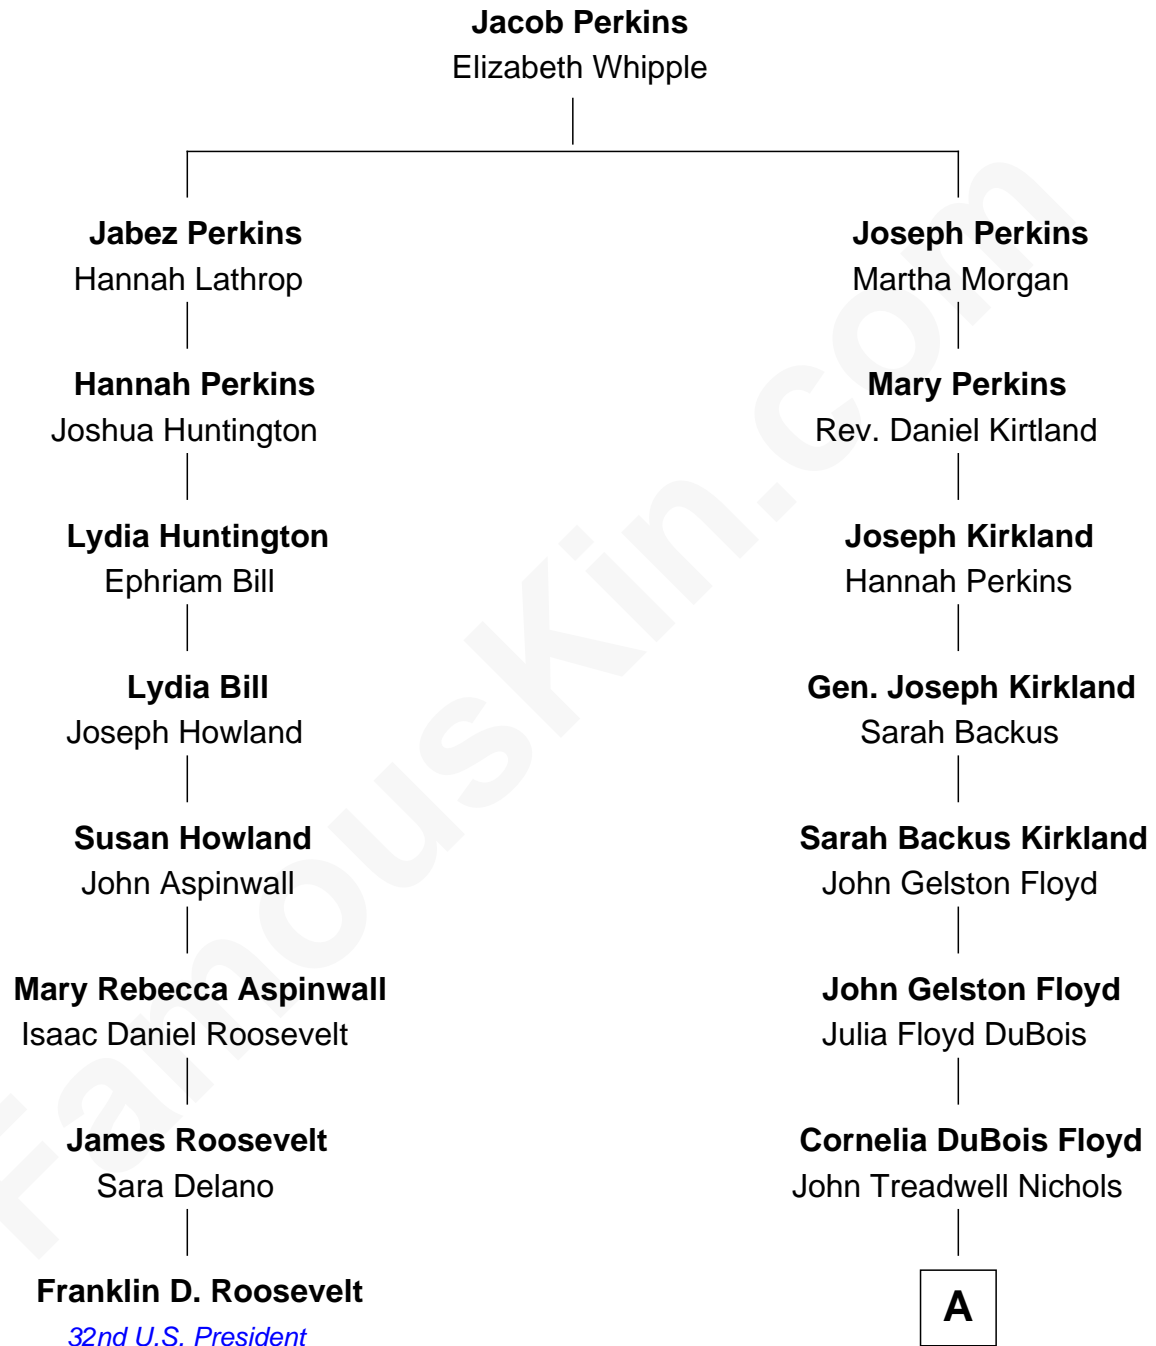 Jacob Perkins
Elizabeth Whipple
Jabez Perkins
Hannah Lathrop
Joseph Perkins
Martha Morgan
Hannah Perkins
Joshua Huntington
Mary Perkins
Rev. Daniel Kirtland
Lydia Huntington
Ephriam Bill
Joseph Kirkland
Hannah Perkins
Lydia Bill
Joseph Howland
Gen. Joseph Kirkland
Sarah Backus
Susan Howland
John Aspinwall
Sarah Backus Kirkland
John Gelston Floyd
Mary Rebecca Aspinwall
Isaac Daniel Roosevelt
John Gelston Floyd
Julia Floyd DuBois
James Roosevelt
Sara Delano
Cornelia DuBois Floyd
John Treadwell Nichols
Franklin D. Roosevelt
32nd U.S. President
A
FamousKin.com